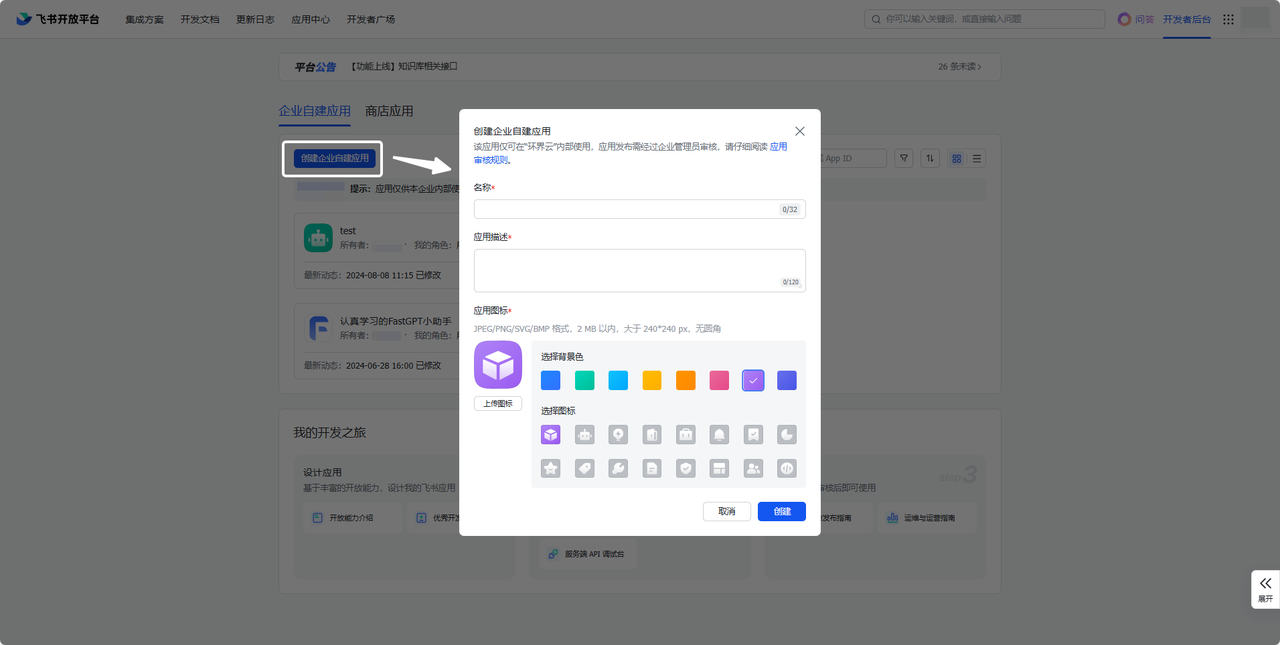 飞书开放平台 集成方案 开发文档 更新日志 应用中心 开发者广场 你可以输入关键词、或直接输入问题 问答 开发者后台
平台公告 【功能上线】知识库相关接口 26 条未读
企业自建应用 商店应用
创建企业自建应用
App ID
提示：应用仅供本企业内部使
test
所有者： · 我的角色：
最新动态：2024-08-08 11:15 已修改
认真学习的FastGPT小助手
所有者： · 我的角色：
最新动态：2024-06-28 16:00 已修改
创建企业自建应用
该应用仅可在“环界云”内部使用，应用发布需经过企业管理员审核，请仔细阅读 应用
审核规则。
名称*
0/32
应用描述*
0/120
应用图标*
JPEG/PNG/SVG/BMP 格式，2 MB 以内，大于 240*240 px，无圆角
选择背景色
上传图标
选择图标
取消 创建
我的开发之旅
设计应用
基于丰富的开放能力，设计我的飞书应用
开放能力介绍 优秀开
服务端 API 调试台
step 3
审核后即可使用
发布指南 运维与运营指南
展开